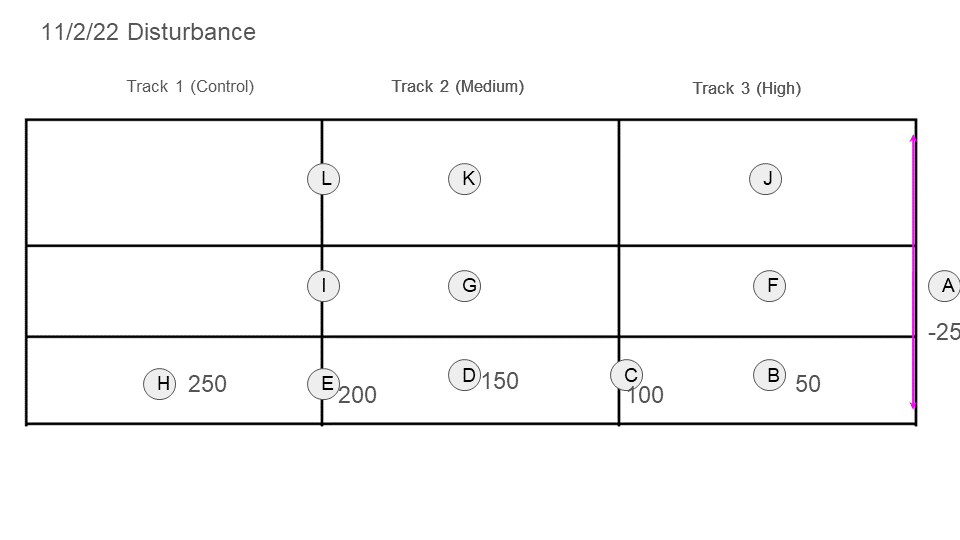 11/2/22 Disturbance
Track 1 (Control)
Track 2 (Medium)
Track 3 (High)
L
K
J
I
G
F
A
-25
H
250
E
200
D
150
C
100
B
50